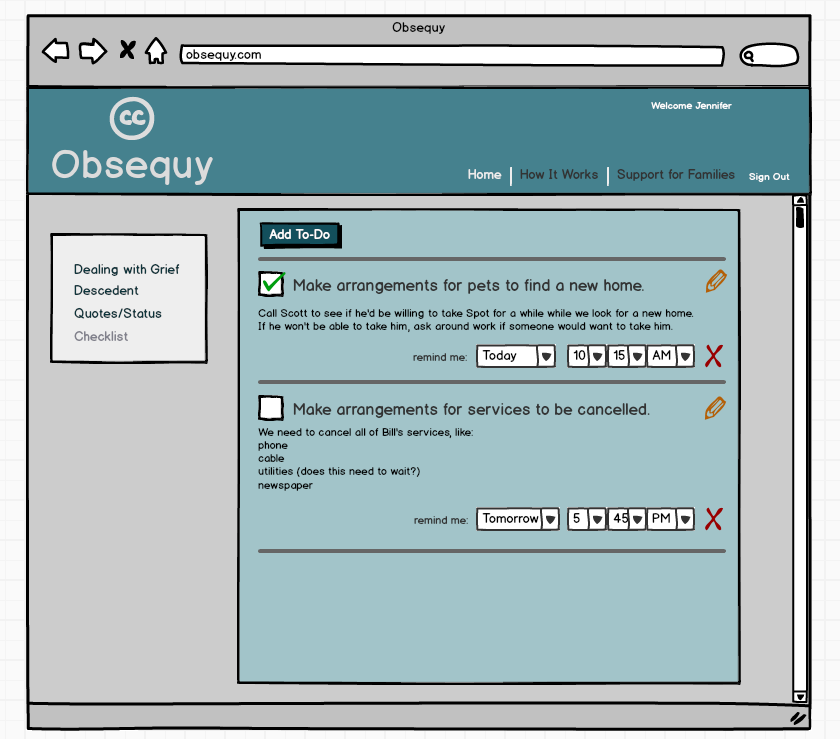 Obsequy
obsequy.com
Welcome Jennifer
cc
Obsequy
Home How It Works Support for Families Sign Out
Add To-Do
Dealing with Grief
Descedent
Quotes/Status
Checklist
Make arrangements for pets to find a new home.
Call Scott to see if he'd be willing to take Spot for a while while we look for a new home.
If he won't be able to take him, ask around work if someone would want to take him.
remind me: Today 10 15 AM
Make arrangements for services to be cancelled.
We need to cancel all of Bill's services, like:
phone
cable
utilities (does this need to wait?)
newspaper
remind me: Tomorrow 5 45 PM